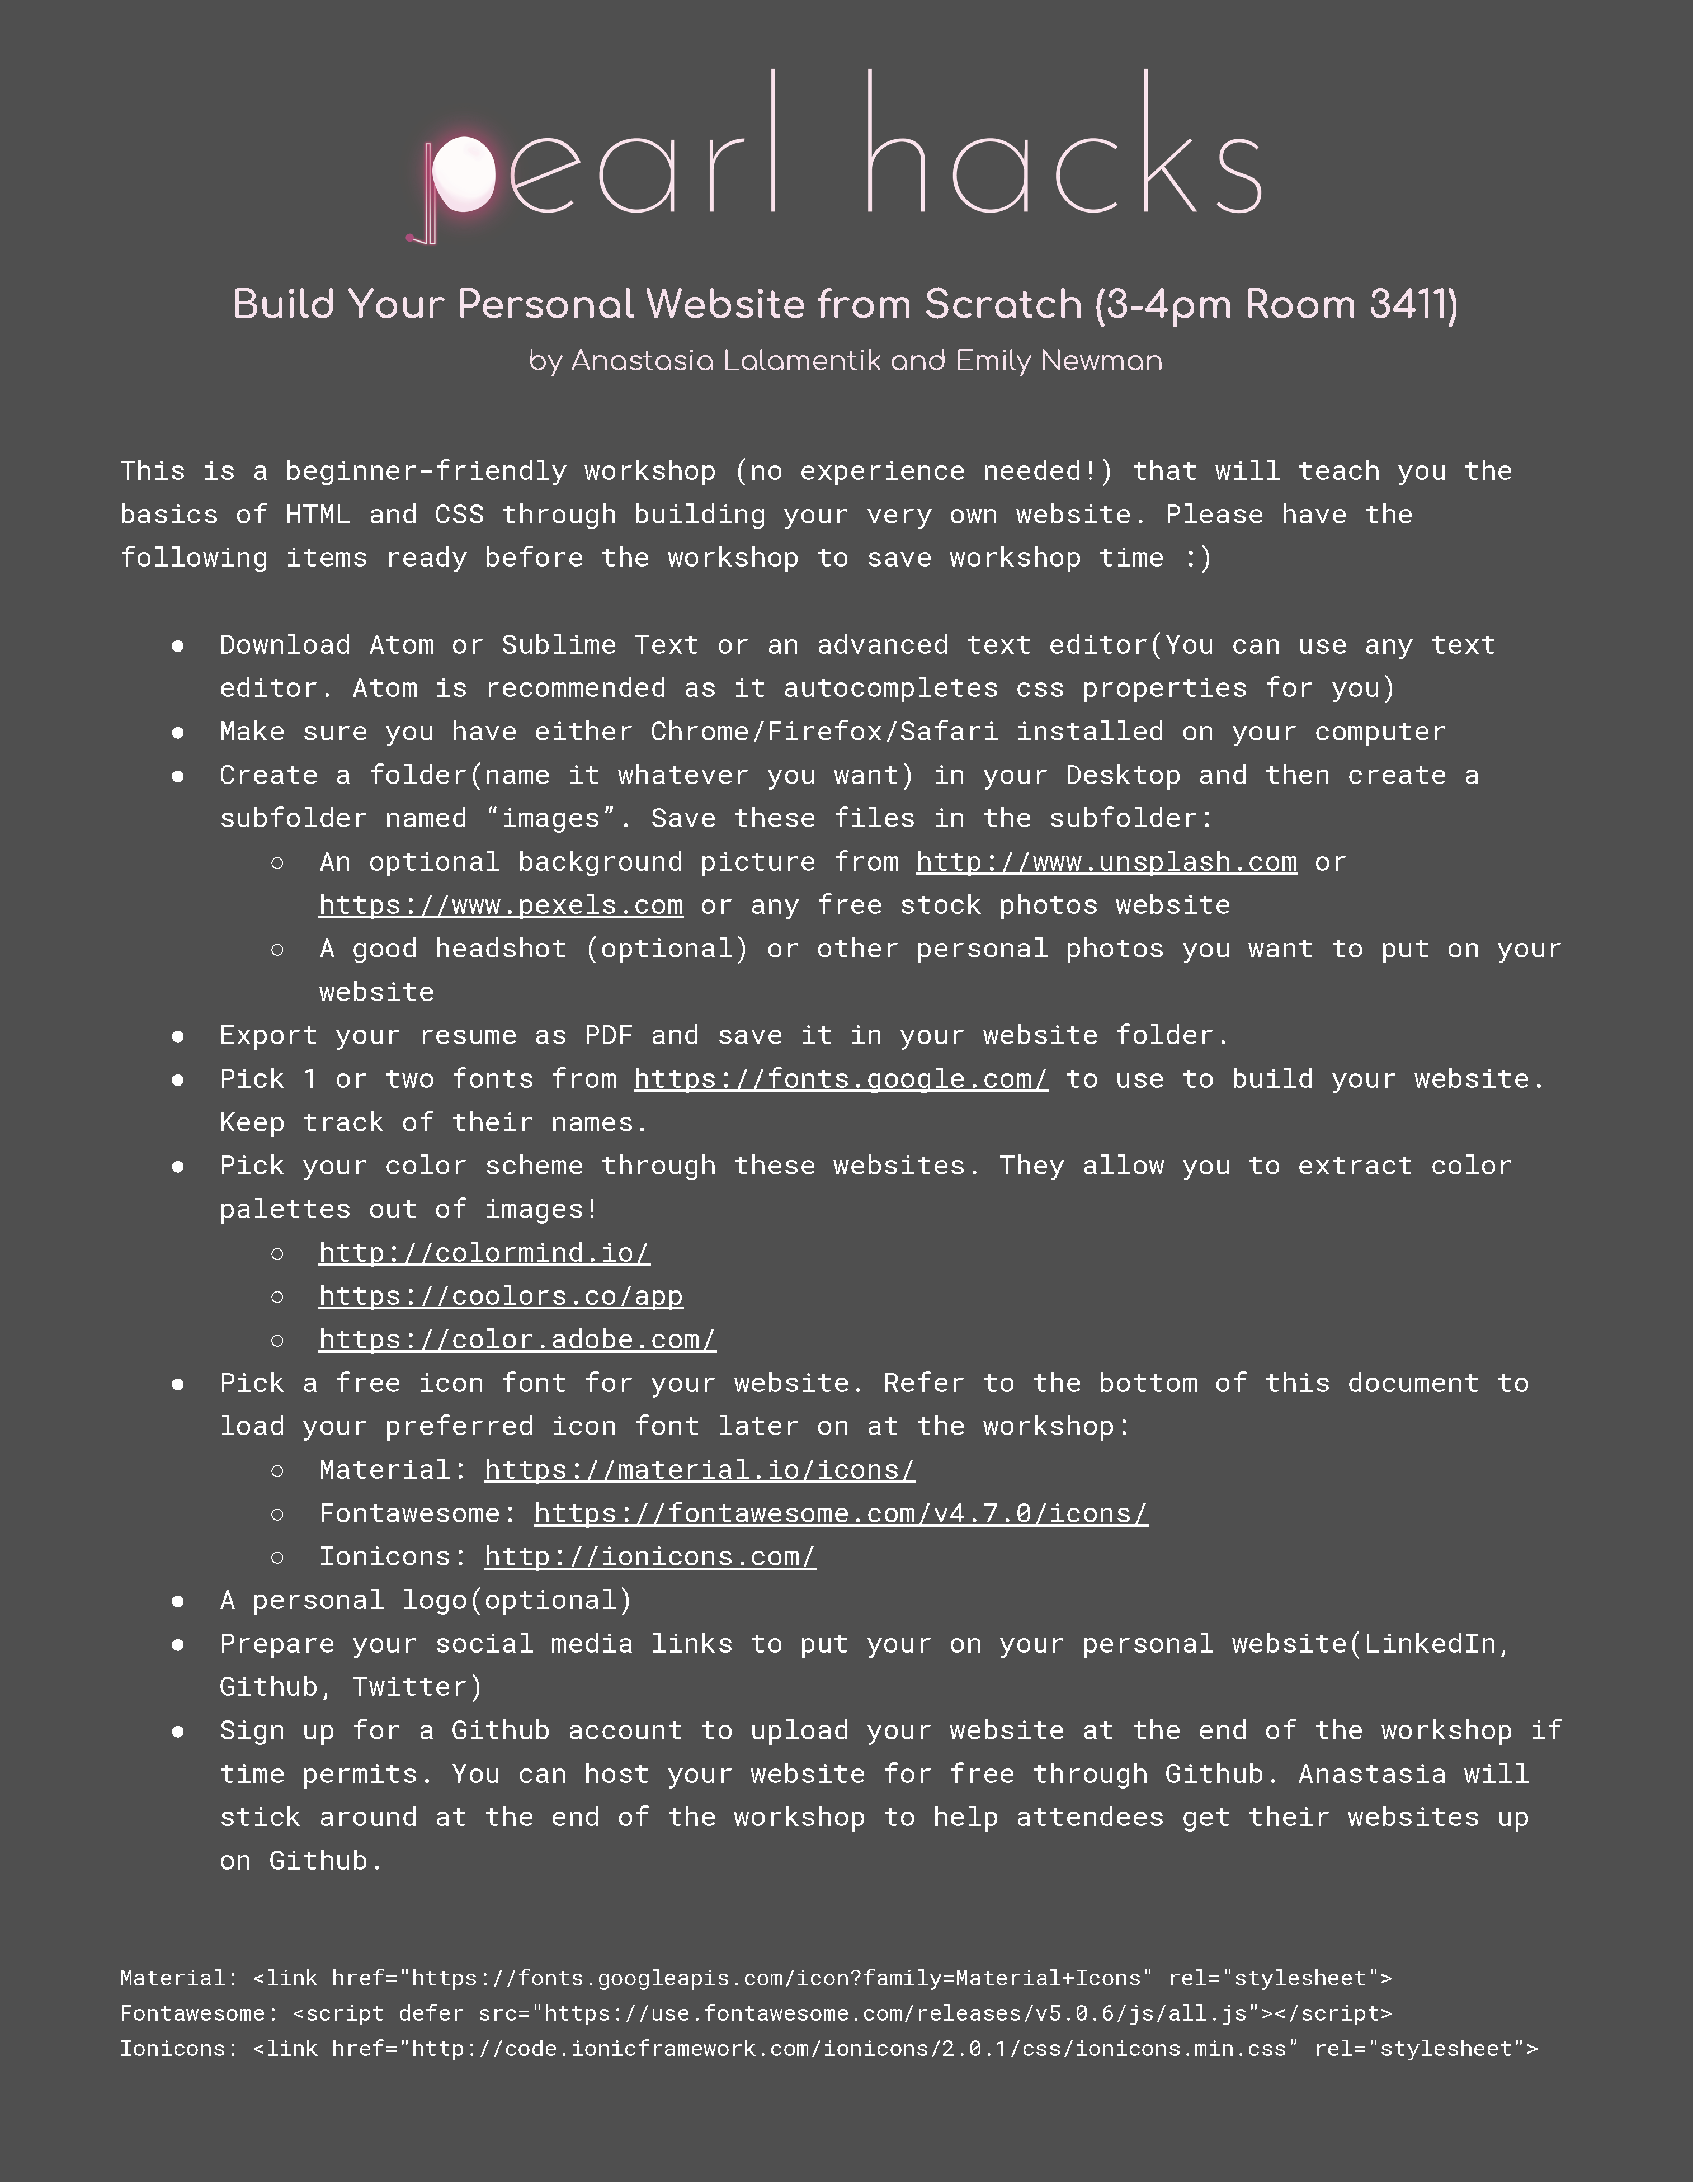 pearl hacks
Build Your Personal Website from Scratch (3-4pm Room 3411)
by Anastasia Lalamentik and Emily Newman
This is a beginner-friendly workshop (no experience needed!) that will teach you the
basics of HTML and CSS through building your very own website. Please have the
following items ready before the workshop to save workshop time :)
● Download Atom or Sublime Text or an advanced text editor(You can use any text
editor. Atom is recommended as it autocompletes css properties for you)
● Make sure you have either Chrome/Firefox/Safari installed on your computer
● Create a folder(name it whatever you want) in your Desktop and then create a
subfolder named “images”. Save these files in the subfolder:
○ An optional background picture from http://www.unsplash.com or
https://www.pexels.com or any free stock photos website
○ A good headshot (optional) or other personal photos you want to put on your
website
● Export your resume as PDF and save it in your website folder.
● Pick 1 or two fonts from https://fonts.google.com/ to use to build your website.
Keep track of their names.
● Pick your color scheme through these websites. They allow you to extract color
palettes out of images!
○ http://colormind.io/
○ https://coolors.co/app
○ https://color.adobe.com/
● Pick a free icon font for your website. Refer to the bottom of this document to
load your preferred icon font later on at the workshop:
○ Material: https://material.io/icons/
○ Fontawesome: https://fontawesome.com/v4.7.0/icons/
○ Ionicons: http://ionicons.com/
● A personal logo(optional)
● Prepare your social media links to put your on your personal website(LinkedIn,
Github, Twitter)
● Sign up for a Github account to upload your website at the end of the workshop if
time permits. You can host your website for free through Github. Anastasia will
stick around at the end of the workshop to help attendees get their websites up
on Github.
Material: <link href="https://fonts.googleapis.com/icon?family=Material+Icons" rel="stylesheet">
Fontawesome: <script defer src="https://use.fontawesome.com/releases/v5.0.6/js/all.js"></script>
Ionicons: <link href="http://code.ionicframework.com/ionicons/2.0.1/css/ionicons.min.css” rel="stylesheet">